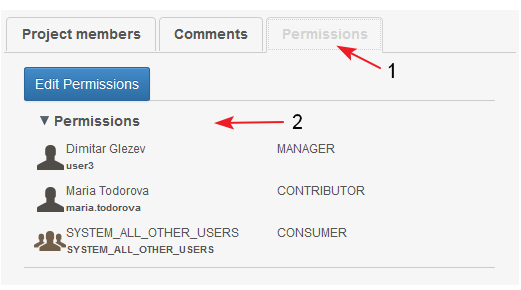 Project members Comments Permissions
1
Edit Permissions
Permissions 2
Dimitar Glezev MANAGER
user3
Maria Todorova CONTRIBUTOR
maria.todorova
SYSTEM_ALL_OTHER_USERS CONSUMER
SYSTEM_ALL_OTHER_USERS